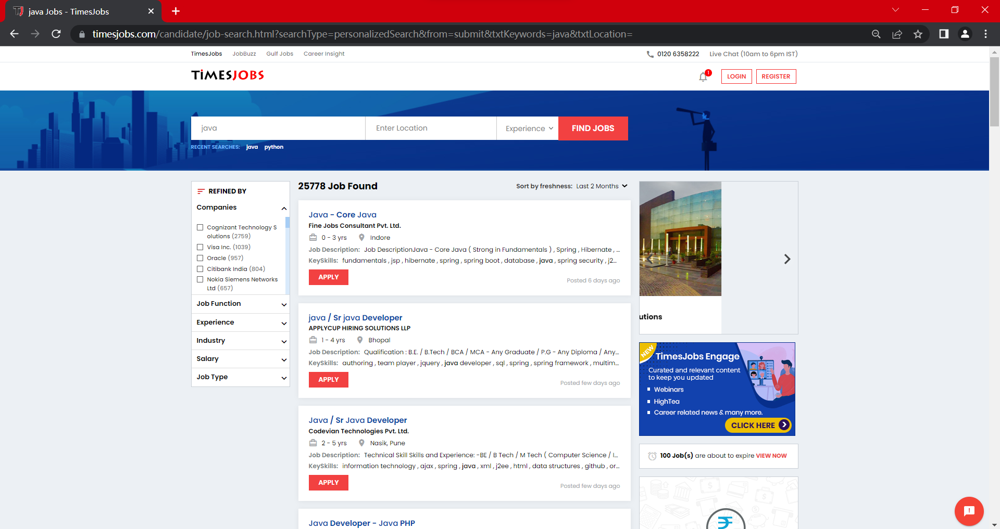 java Jobs - TimesJobs
timesjobs.com/candidate/job-search.html?searchType=personalizedSearch&from=submit&txtKeywords=java&txtLocation=
TimesJobs JobBuzz Gulf Jobs Career Insight
0120 6358222 Live Chat (10am to 6pm IST)
TiMESJOBS
1
LOGIN REGISTER
java Enter Location Experience FIND JOBS
RECENT SEARCHES: java python
REFINED BY
Companies
Cognizant Technology S
olutions (2759)
Visa Inc. (1039)
Oracle (957)
Citibank India (804)
Nokia Siemens Networks
Ltd (657)
Job Function
Experience
Industry
Salary
Job Type
25778 Job Found
Sort by freshness: Last 2 Months
Java - Core Java
Fine Jobs Consultant Pvt. Ltd.
0 - 3 yrs Indore
Job Description: Job DescriptionJava - Core Java ( Strong in Fundamentals ) , Spring , Hibernate , ...
KeySkills: fundamentals , jsp , hibernate , spring , spring boot , database , java , spring security , j2...
APPLY
Posted 6 days ago
java / Sr java Developer
APPLYCUP HIRING SOLUTIONS LLP
1 - 4 yrs Bhopal
Job Description: Qualification : B.E. / B.Tech / BCA / MCA - Any Graduate / P.G - Any Diploma / Any...
KeySkills: authoring , team player , jquery , java developer , sql , spring , spring framework , multim...
APPLY
Posted few days ago
Java / Sr Java Developer
Codevian Technologies Pvt. Ltd.
2 - 5 yrs Nasik, Pune
Job Description: Technical Skill Skills and Experience: -BE / B Tech / M Tech ( Computer Science / I...
KeySkills: information technology , ajax , spring , java , xml , j2ee , html , data structures , github , or...
APPLY
Posted few days ago
Java Developer - Java PHP
utions
NEW
TimesJobs Engage
Curated and relevant content
to keep you updated
Webinars
HighTea
Career related news & many more.
CLICK HERE
100 Job(s) are about to expire VIEW NOW